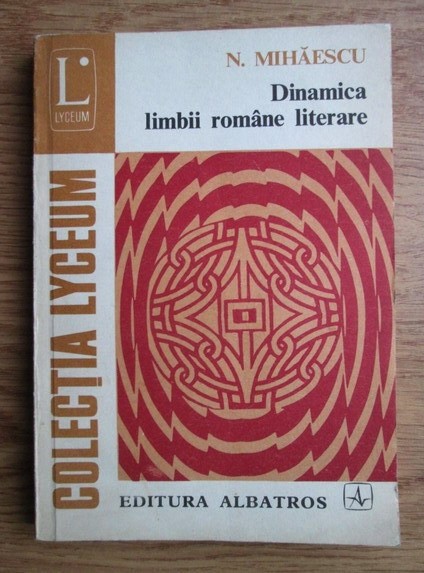 L
LYCEUM
N. MIHĂESCU
Dinamica
limbii române literare
COLECȚIA LYCEUM
EDITURA ALBATROS